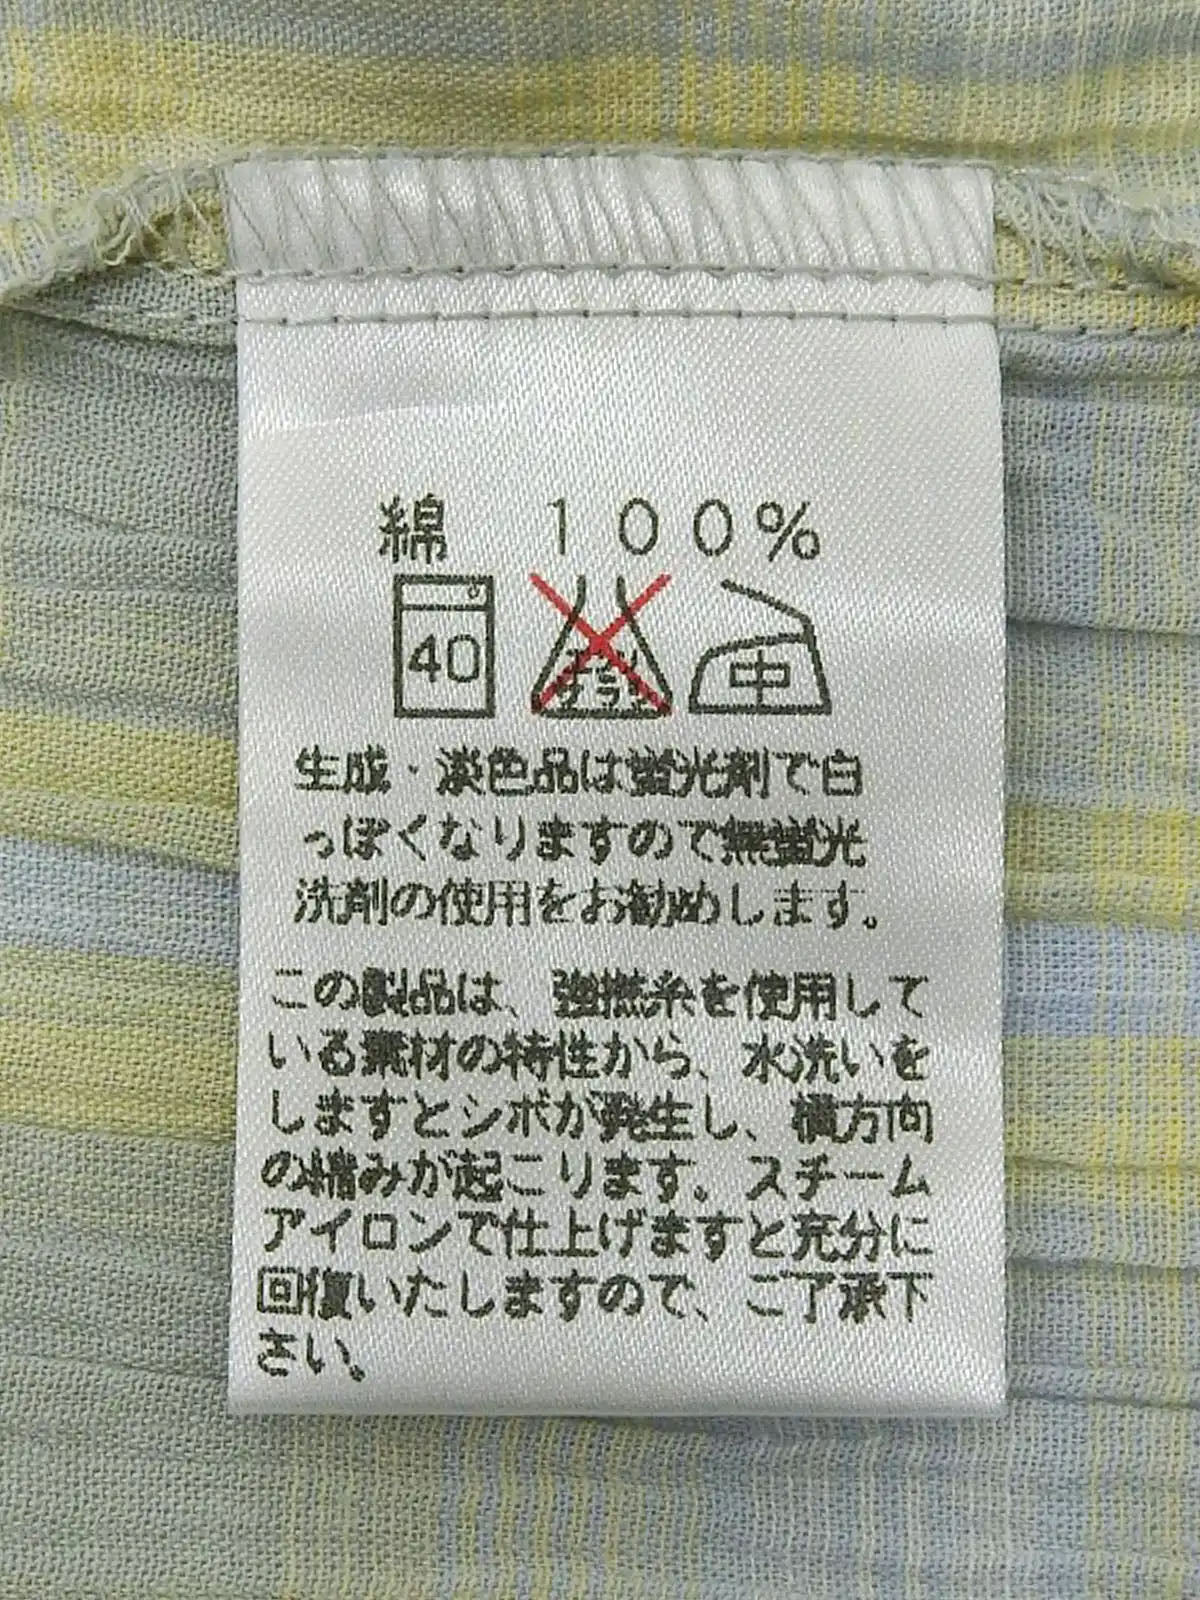 綿　１００％
40 エンソサラシ 中
生成・淡色品は蛍光剤で白
っぽくなりますので無蛍光
洗剤の使用をお勧めします。
この製品は、強撚糸を使用して
いる素材の特性から、水洗いを
しますとシボが発生し、横方向
の縮みが起こります。スチーム
アイロンで仕上げますと充分に
回復いたしますので、ご了承下
さい。